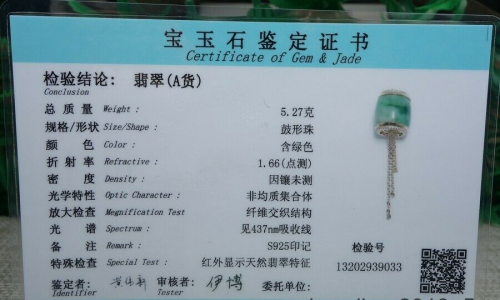 宝玉石鉴定证书
Certificate of Gem & Jade
检验结论: 翡翠(A货)
Conclusion
总质量 Weight: 5.27克
规格/形状 Size/Shape: 鼓形珠
颜色 Color: 含绿色
折射率 Refractive: 1.66(点测)
密度 Density: 因镶未测
光学特征 Optic Character: 非均质集合体
放大检查 Megnification Test 纤维交织结构
光谱 Spectrum: 见437nm吸收线
备注 Remark: S925印记
特殊检查 Special Test: 红外显示天然翡翠特征
检验号
13202939033
鉴定者 审核者: 伊博 委托者:
Identifier Tester